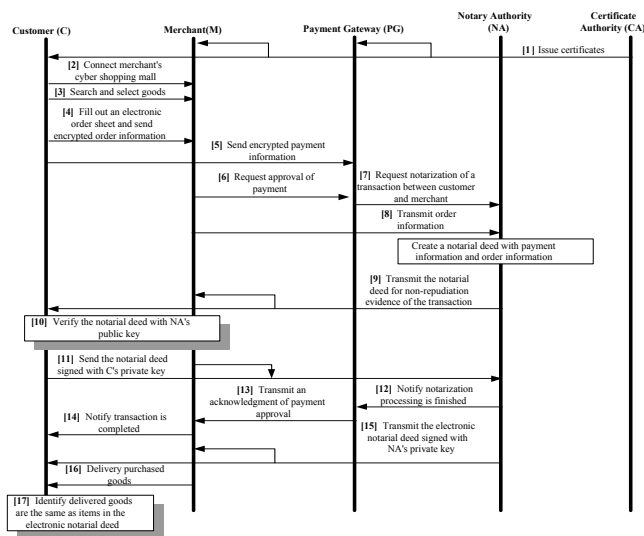 Customer (C)
Merchant(M)
Payment Gateway (PG)
Notary Authority
(NA)
Certificate
Authority (CA)
[1] Issue certificates
[2] Connect merchant's
cyber shopping mall
[3] Search and select goods
[4] Fill out an electronic
order sheet and send
encrypted order information
[5] Send encrypted payment
information
[6] Request approval of
payment
[7] Request notarization of a
transaction between customer
and merchant
[8] Transmit order
information
Create a notarial deed with payment
information and order information
[9] Transmit the notarial
deed for non-repudiation
evidence of the transaction
[10] Verify the notarial deed with NA's
public key
[11] Send the notarial deed
signed with C's private key
[12] Notify notarization
processing is finished
[13] Transmit an
acknowledgment of payment
approval
[14] Notify transaction is
completed
[15] Transmit the electronic
notarial deed signed with
NA's private key
[16] Delivery purchased
goods
[17] Identify delivered goods
are the same as items in the
electronic notarial deed